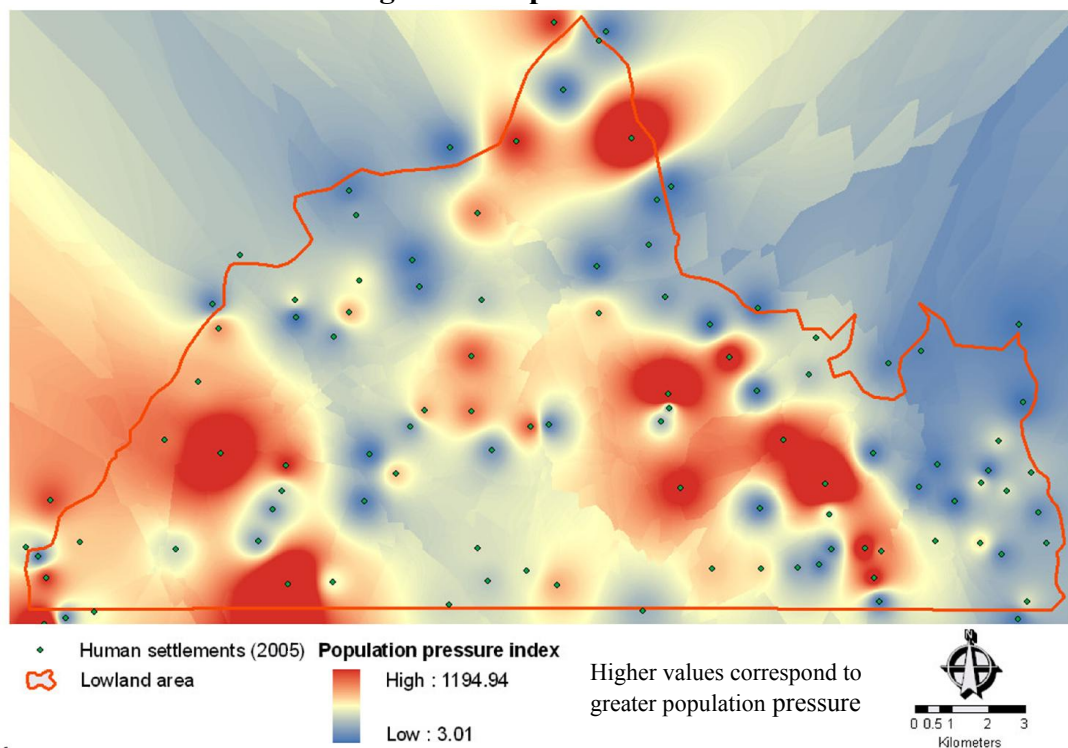 Human settlements (2005)
Lowland area
Population pressure index
High : 1194.94
Low : 3.01
Higher values correspond to
greater population pressure
N
0 0.5 1 2 3
Kilometers